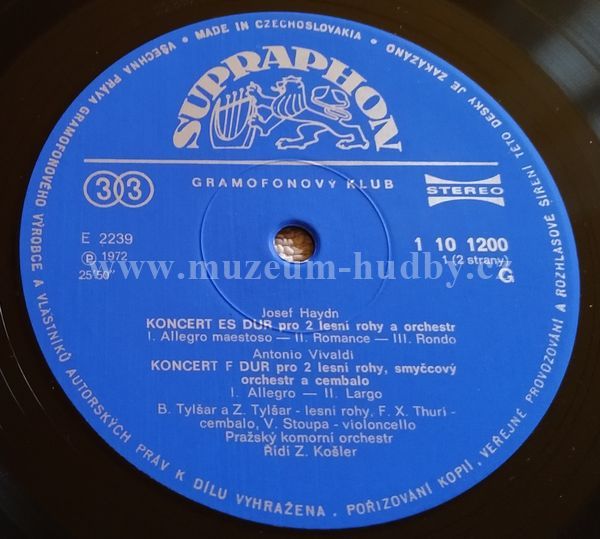 VŠECHNA PRÁVA GRAMOFONOVÉHO VÝROBCE A VLASTNÍKŮ AUTORSKÝCH PRÁV K DÍLU VYHRAŽENA. POŘIZOVÁNÍ KOPIÍ, VEŘEJNÉ PROVOZOVÁNÍ A ROZHLASOVÉ ŠÍŘENÍ TÉTO DESKY JE ZAKÁZÁNO • MADE IN CZECHOSLOVAKIA •
SUPRAPHON
33 GRAMOFONOVÝ KLUB STEREO
E 2239 1 10 1200
Ⓟ 1972 1 (2 strany)
25'50" G
www.muzeum-hudby.cz
Josef Haydn
KONCERT ES DUR pro 2 lesní rohy a orchestr
I. Allegro maestoso — II. Romance — III. Rondo
Antonio Vivaldi
KONCERT F DUR pro 2 lesní rohy, smyčcový
orchestr a cembalo
I. Allegro — II. Largo
B. Tylšar a Z. Tylšar - lesní rohy, F. X. Thuri -
cembalo, V. Stoupa - violoncello
Pražský komorní orchestr
Řídí Z. Košler